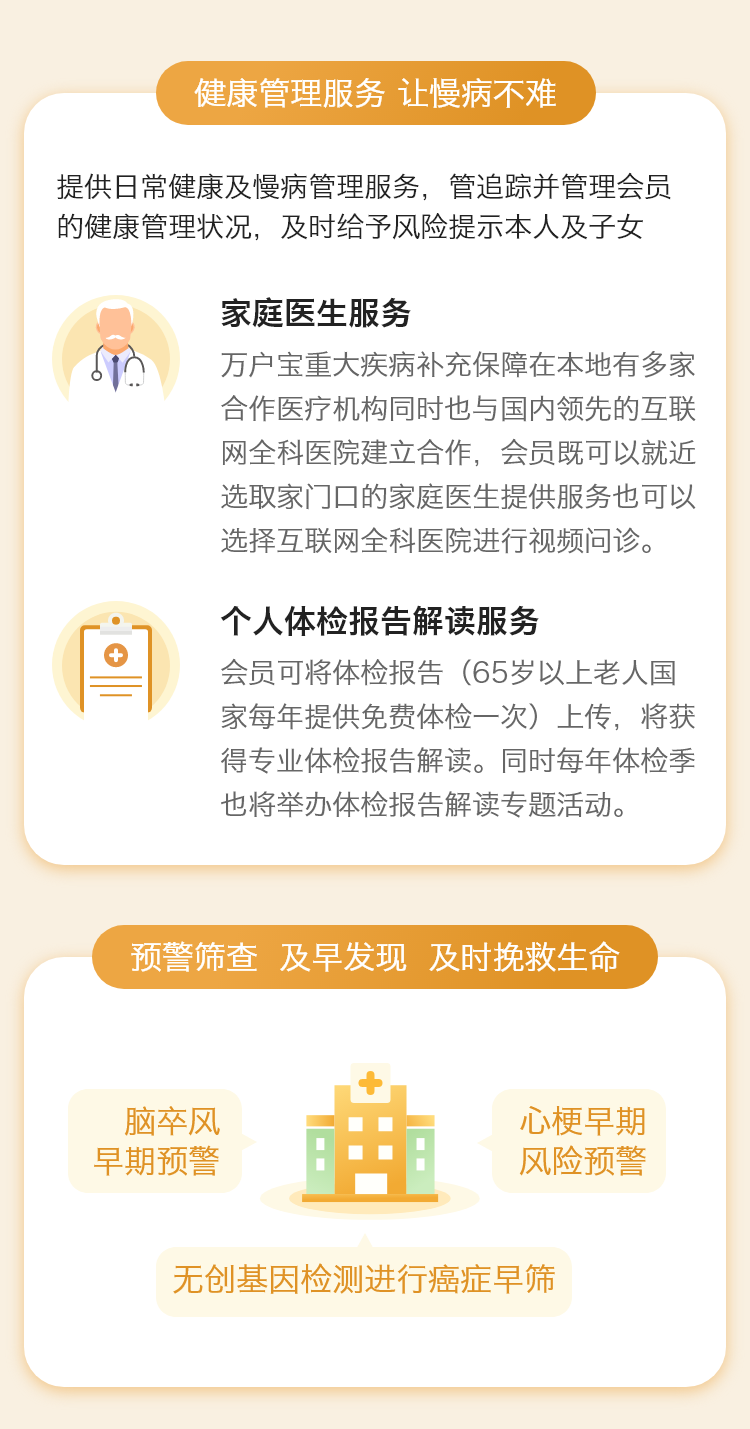 健康管理服务 让慢病不难
提供日常健康及慢病管理服务，管追踪并管理会员
的健康管理状况，及时给予风险提示本人及子女
家庭医生服务
万户宝重大疾病补充保障在本地有多家
合作医疗机构同时也与国内领先的互联
网全科医院建立合作，会员既可以就近
选取家门口的家庭医生提供服务也可以
选择互联网全科医院进行视频问诊。
个人体检报告解读服务
会员可将体检报告（65岁以上老人国
家每年提供免费体检一次）上传，将获
得专业体检报告解读。同时每年体检季
也将举办体检报告解读专题活动。
预警筛查 及早发现 及时挽救生命
脑卒风
早期预警
心梗早期
风险预警
无创基因检测进行癌症早筛